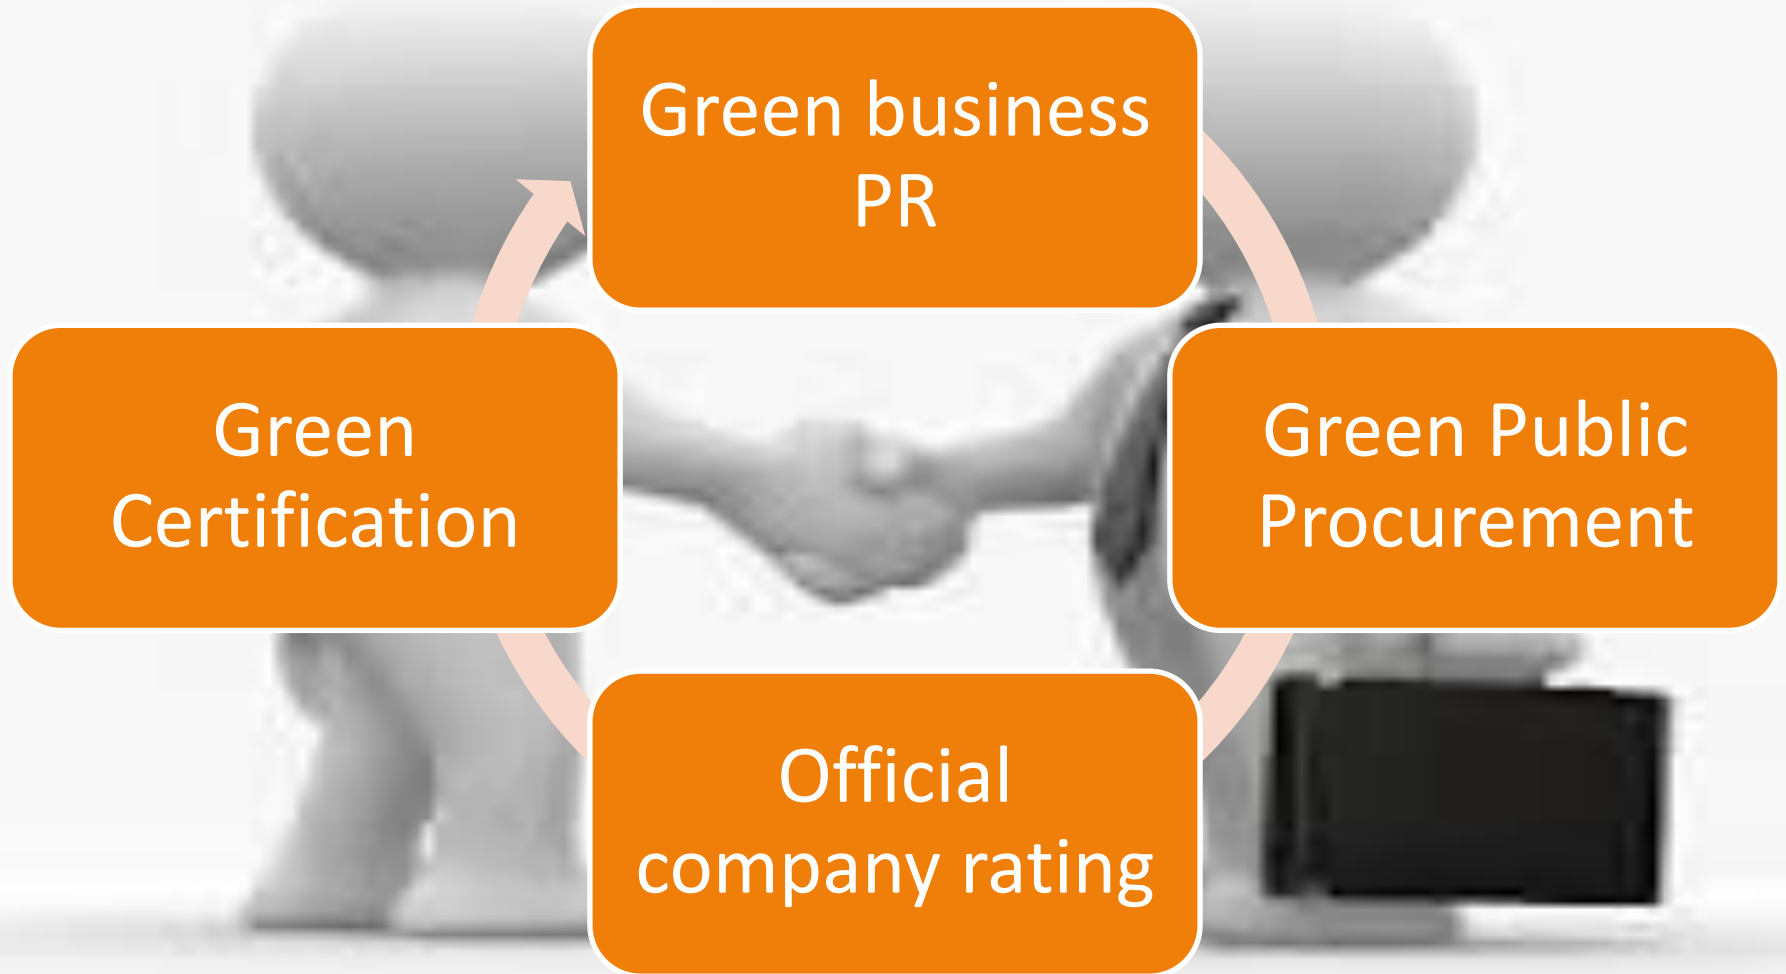 Green business
PR
Green
Certification
Green Public
Procurement
Official
company rating